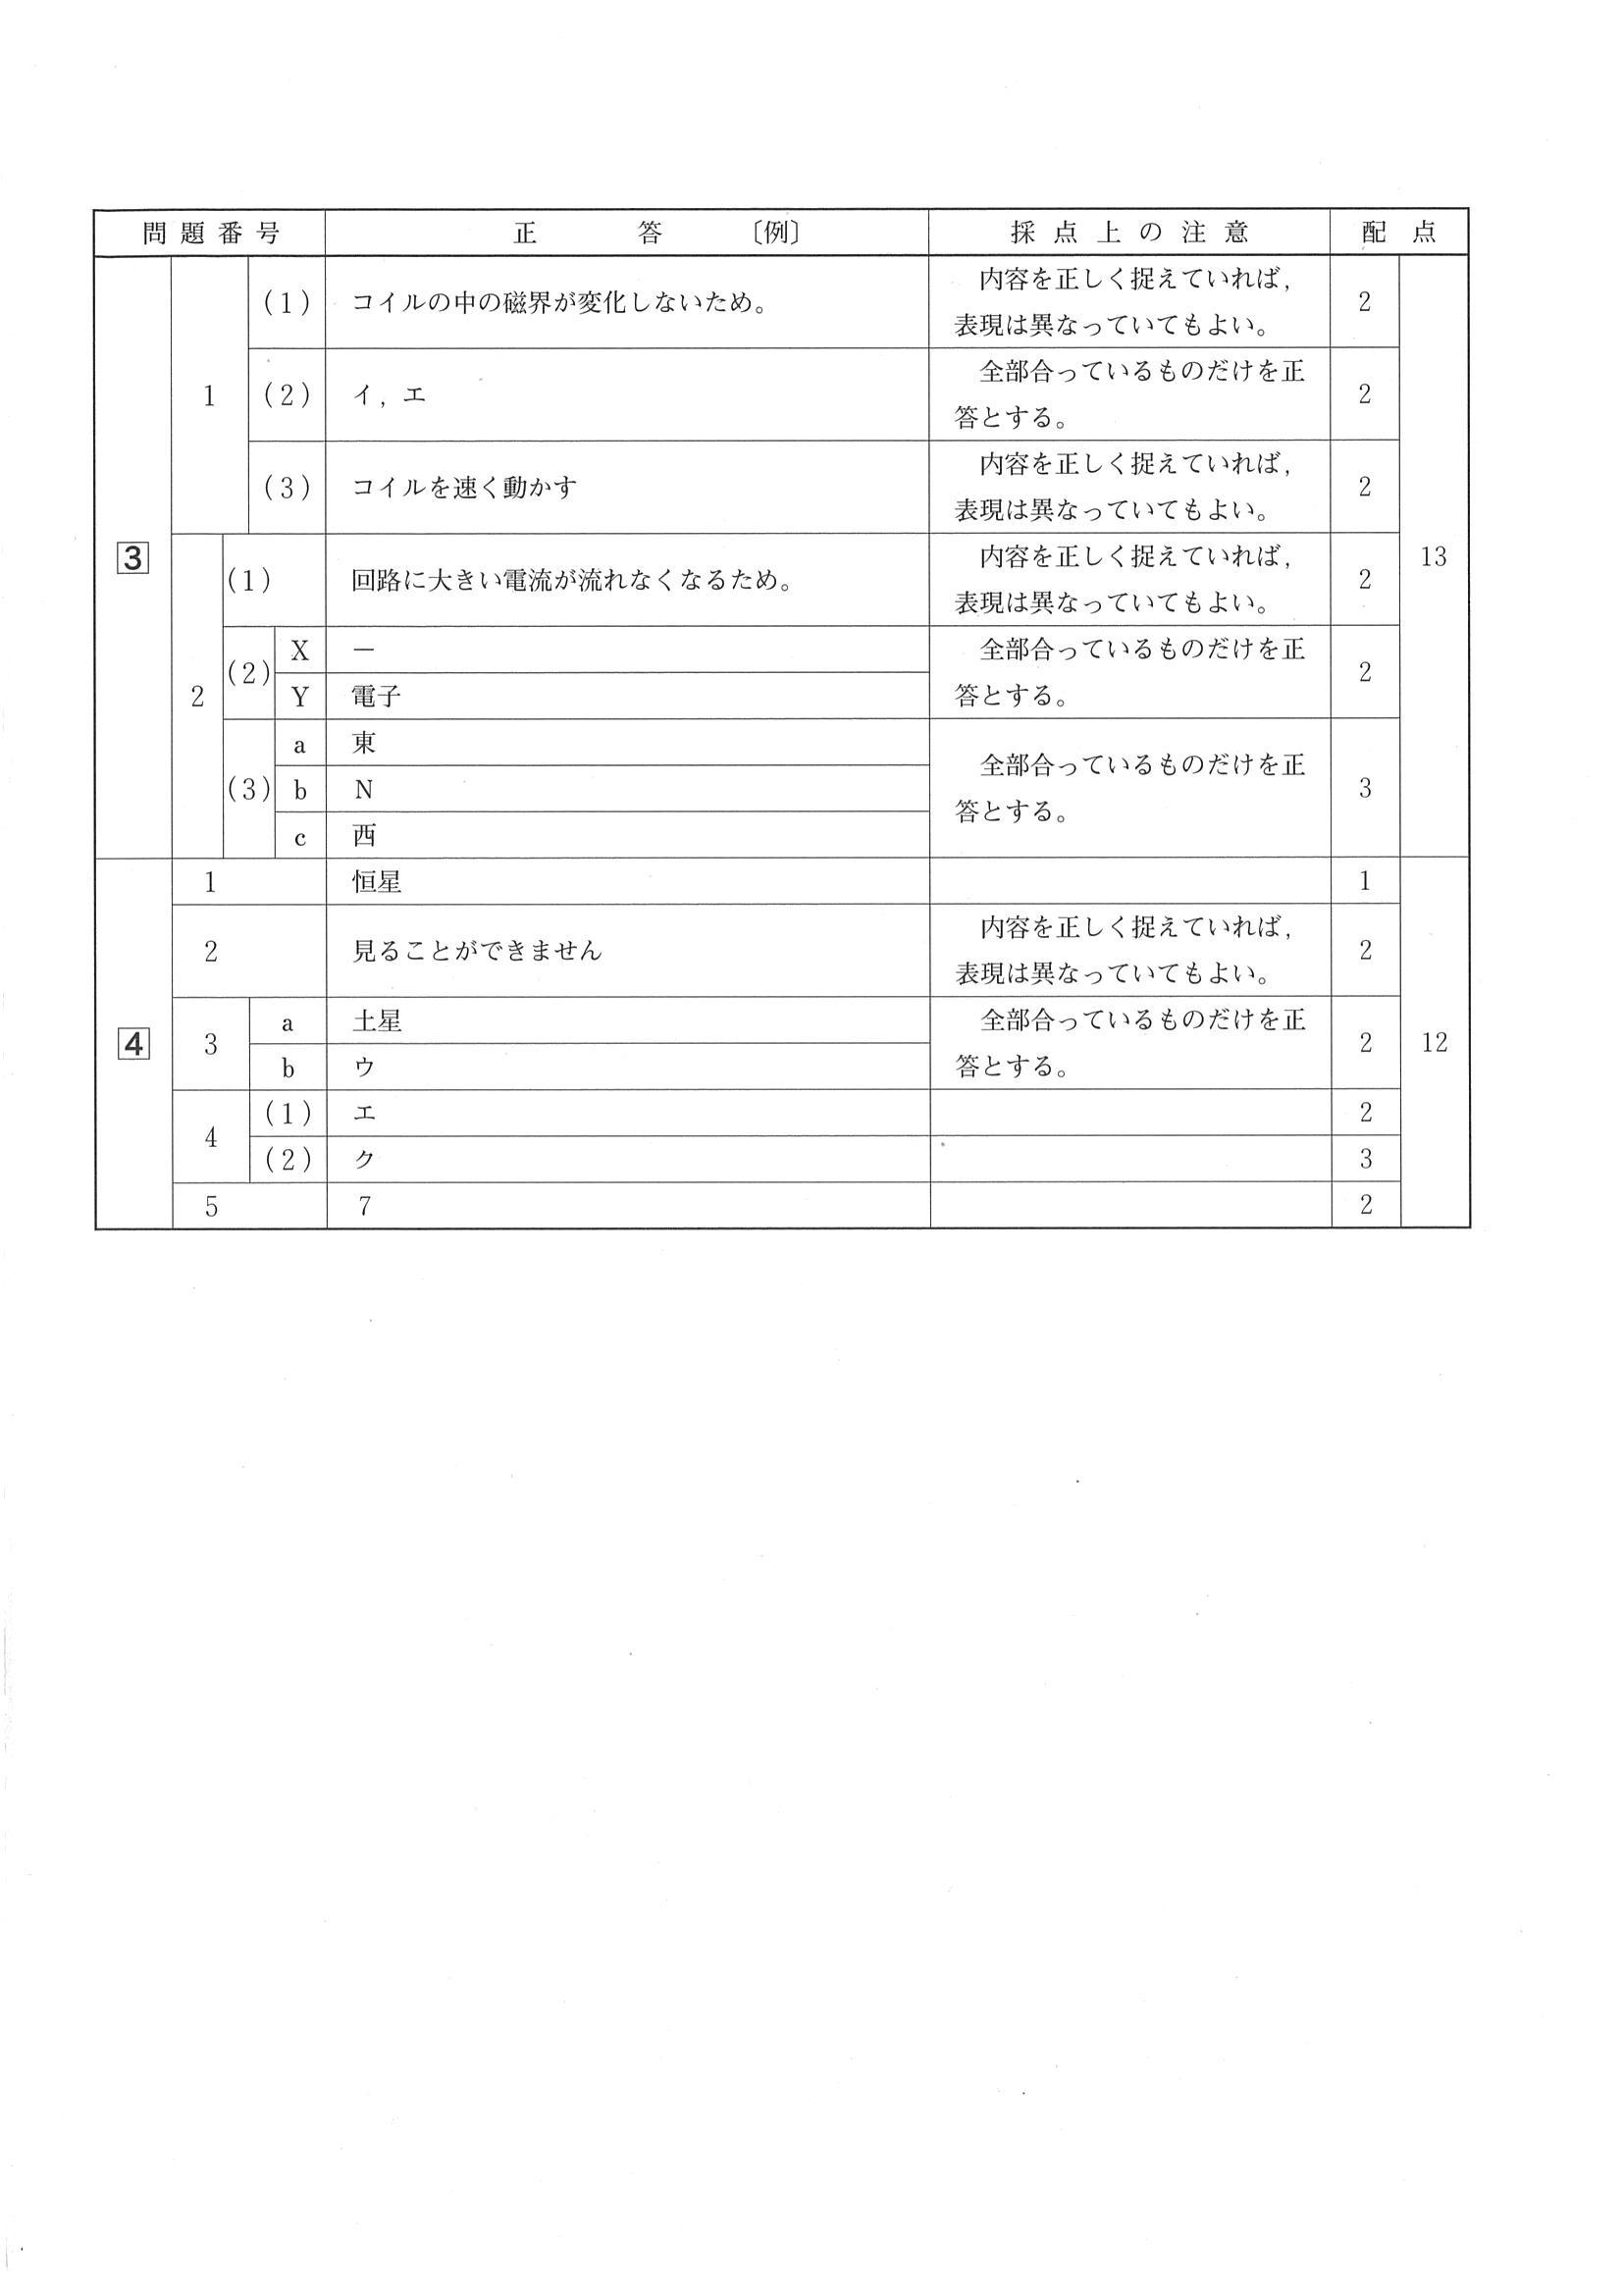 問題番号 正答〔例〕 採点上の注意 配点
3 1 (1) コイルの中の磁界が変化しないため。 内容を正しく捉えていれば,
表現は異なっていてもよい。 2 13
(2) イ，エ 全部合っているものだけを正
答とする。 2
(3) コイルを速く動かす 内容を正しく捉えていれば,
表現は異なっていてもよい。 2
2 (1) 回路に大きい電流が流れなくなるため。 内容を正しく捉えていれば,
表現は異なっていてもよい。 2
(2) X － 全部合っているものだけを正
Y 電子 答とする。 2
(3) a 東
b N 全部合っているものだけを正
答とする。 3
c 西
4 1 恒星 1 12
2 見ることができません 内容を正しく捉えていれば,
表現は異なっていてもよい。 2
3 a 土星 全部合っているものだけを正
b ウ 答とする。 2
4 (1) エ 2
(2) ク 3
5 7 2